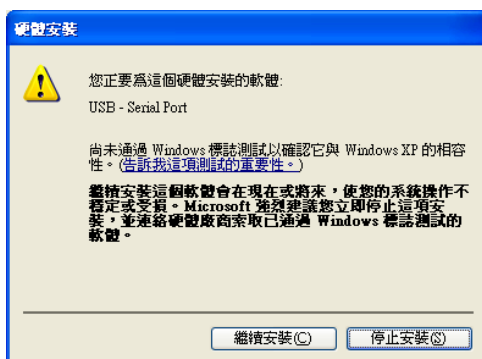 硬體安裝
您正要為這個硬體安裝的軟體:
USB - Serial Port
尚未通過 Windows 標誌測試以確認它與 Windows XP 的相容
性。(告訴我這項測試的重要性。)
繼續安裝這個軟體會在現在或將來,使您的系統操作不
穩定或受損。Microsoft 強烈建議您立即停止這項安
裝,並連絡硬體廠商索取已通過 Windows 標誌測試的
軟體。
繼續安裝(C)
停止安裝(S)